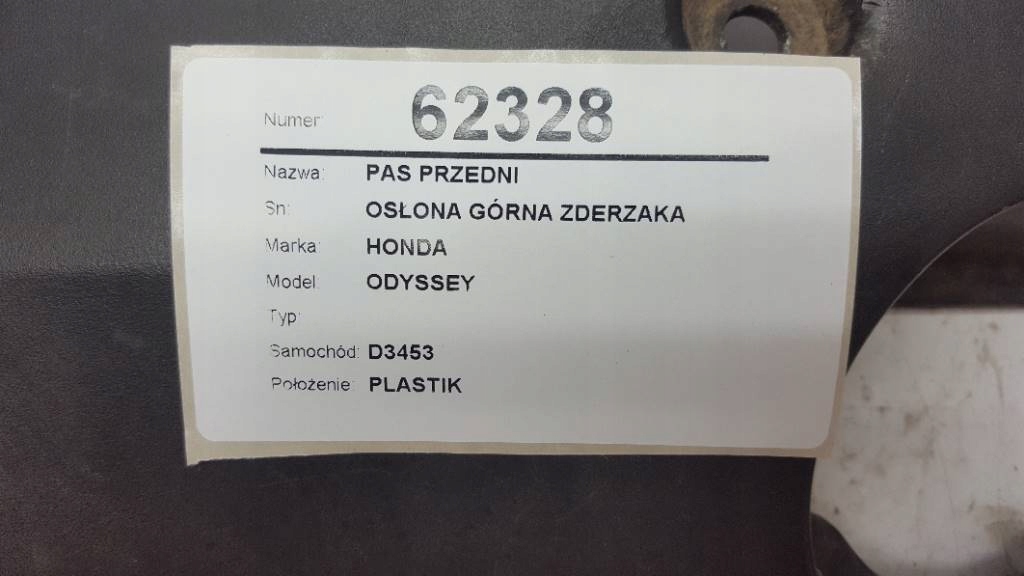 Numer: 62328
Nazwa: PAS PRZEDNI
Sn: OSŁONA GÓRNA ZDERZAKA
Marka: HONDA
Model: ODYSSEY
Typ:
Samochód: D3453
Położenie: PLASTIK